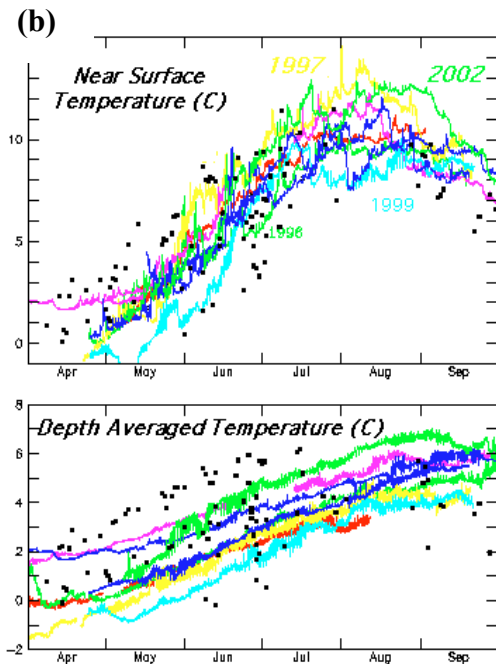 (b)
Near Surface
Temperature (C)
1997
2002
10
5
0
1999
1996
Apr May Jun Jul Aug Sep
8
Depth Averaged Temperature (C)
6
4
2
0
-2
Apr May Jun Jul Aug Sep